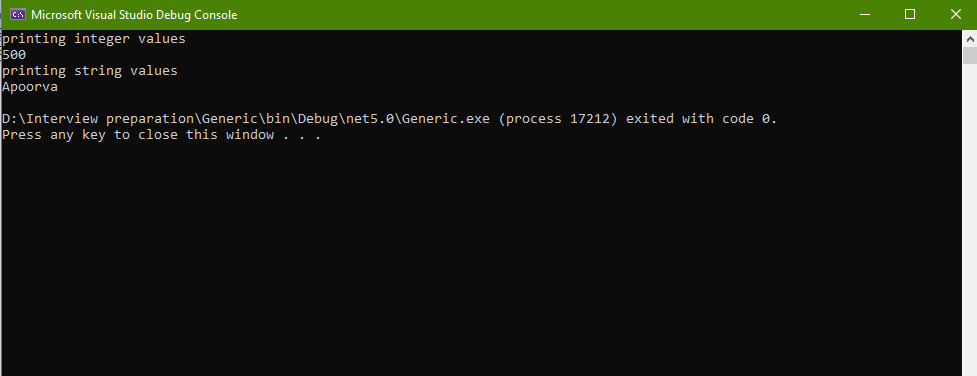 Microsoft Visual Studio Debug Console
printing integer values
500
printing string values
Apoorva
D:\Interview preparation\Generic\bin\Debug\net5.0\Generic.exe (process 17212) exited with code 0.
Press any key to close this window . . .